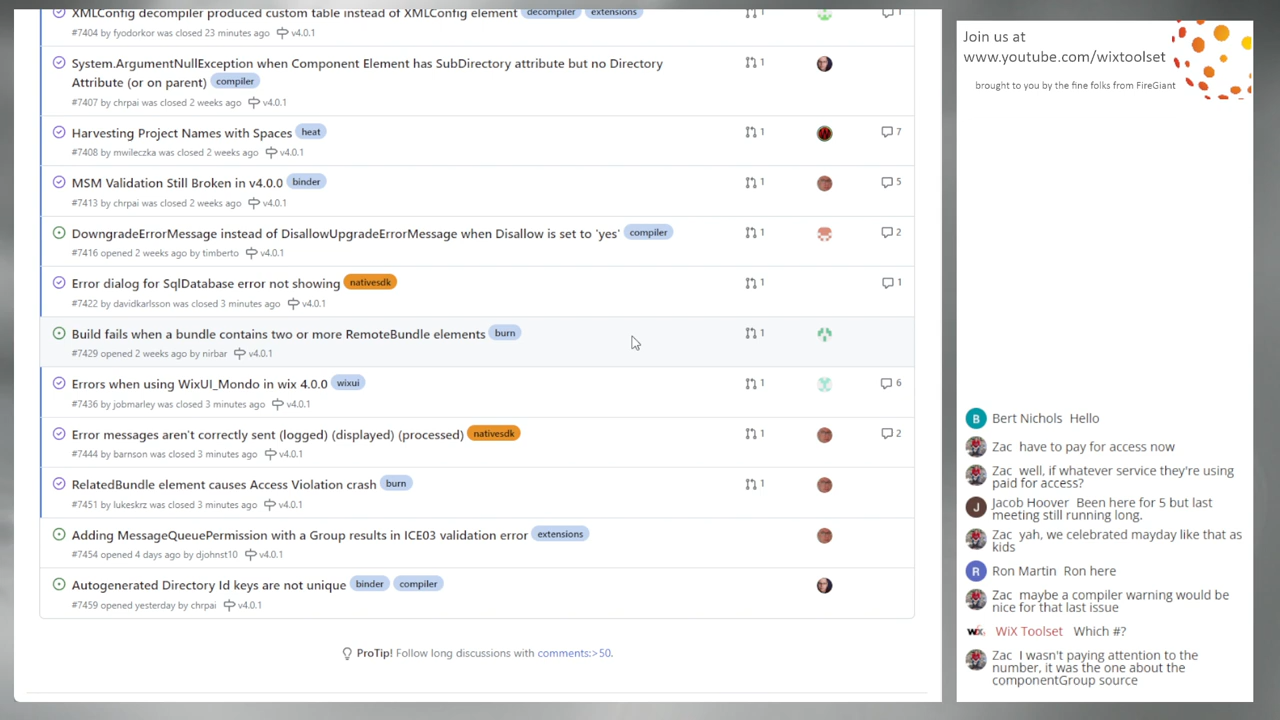 XMLConfig decompiler produced custom table instead of XMLConfig element decompiler extensions 1
#7404 by fyodorkor was closed 23 minutes ago v4.0.1
System.ArgumentNullException when Component Element has SubDirectory attribute but no Directory 1
Attribute (or on parent) compiler
#7407 by chrpai was closed 2 weeks ago v4.0.1
Harvesting Project Names with Spaces heat 1 7
#7408 by mwileczka was closed 2 weeks ago v4.0.1
MSM Validation Still Broken in v4.0.0 binder 1 5
#7413 by chrpai was closed 2 weeks ago v4.0.1
DowngradeErrorMessage instead of DisallowUpgradeErrorMessage when Disallow is set to 'yes' compiler 1 2
#7416 opened 2 weeks ago by timberto v4.0.1
Error dialog for SqlDatabase error not showing nativesdk 1 1
#7422 by davidkarlsson was closed 3 minutes ago v4.0.1
Build fails when a bundle contains two or more RemoteBundle elements burn 1
#7429 opened 2 weeks ago by nirbar v4.0.1
Errors when using WixUI_Mondo in wix 4.0.0 wixui 1 6
#7436 by jobmarley was closed 3 minutes ago v4.0.1
Error messages aren't correctly sent (logged) (displayed) (processed) nativesdk 1 2
#7444 by barnson was closed 3 minutes ago v4.0.1
RelatedBundle element causes Access Violation crash burn 1
#7451 by lukeskrz was closed 3 minutes ago v4.0.1
Adding MessageQueuePermission with a Group results in ICE03 validation error extensions
#7454 opened 4 days ago by djohnst10 v4.0.1
Autogenerated Directory Id keys are not unique binder compiler
#7459 opened yesterday by chrpai v4.0.1
ProTip! Follow long discussions with comments:>50.
Join us at
www.youtube.com/wixtoolset
brought to you by the fine folks from FireGiant
B Bert Nichols Hello
Zac have to pay for access now
Zac well, if whatever service they're using
paid for access?
J Jacob Hoover Been here for 5 but last
meeting still running long.
Zac yah, we celebrated mayday like that as
kids
R Ron Martin Ron here
Zac maybe a compiler warning would be
nice for that last issue
WiX WiX Toolset Which #?
Zac I wasn't paying attention to the
number, it was the one about the
componentGroup source